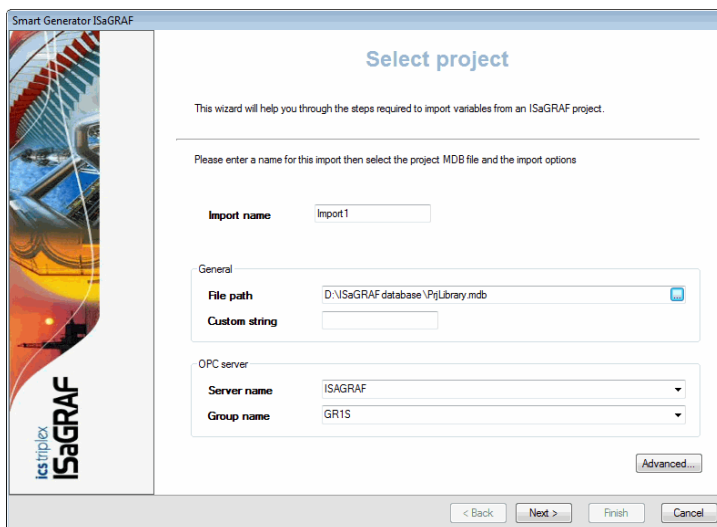 Smart Generator ISaGRAF
Select project
This wizard will help you through the steps required to import variables from an ISaGRAF project.
Please enter a name for this import then select the project MDB file and the import options
Import name
Import1
General
File path
D:\ISaGRAF database\PrjLibrary.mdb
...
Custom string
OPC server
Server name
ISAGRAF
Group name
GR1S
Advanced...
ics triplex
ISaGRAF
< Back
Next >
Finish
Cancel